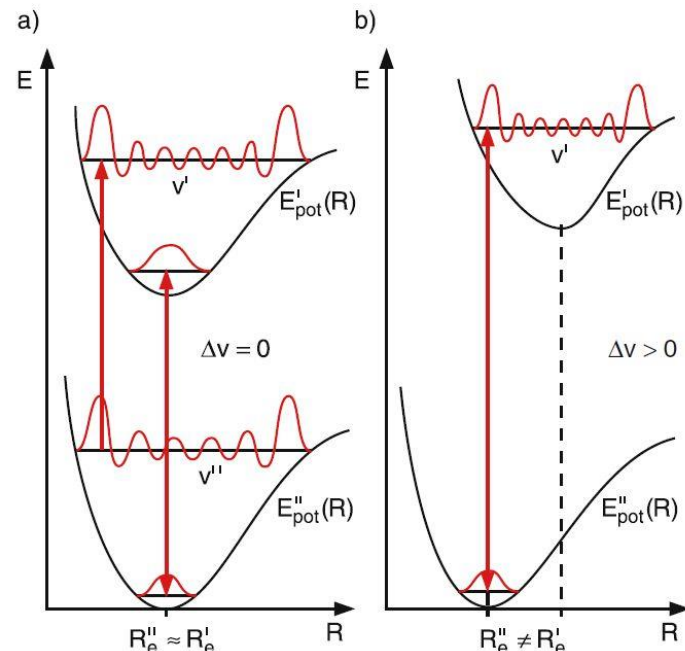 a)
E
v'
E'pot(R)
Δv = 0
v''
E''pot(R)
R''e ≈ R'e
R
b)
E
v'
E'pot(R)
Δv > 0
E''pot(R)
R''e ≠ R'e
R